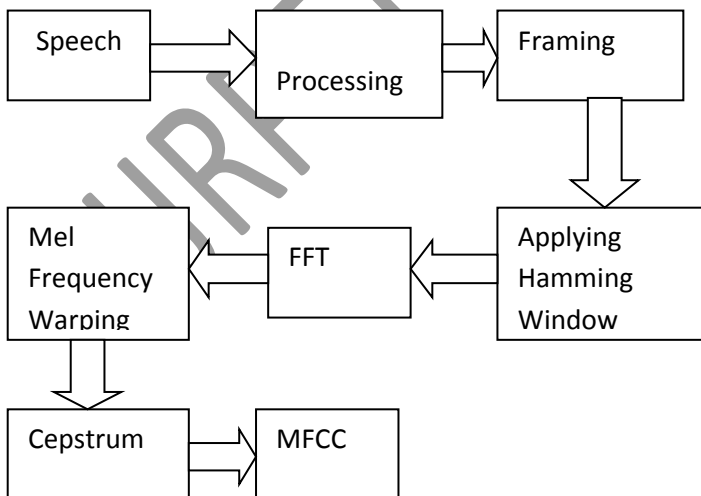 Speech
Processing
Framing
Applying
Hamming
Window
FFT
Mel
Frequency
Warping
Cepstrum
MFCC